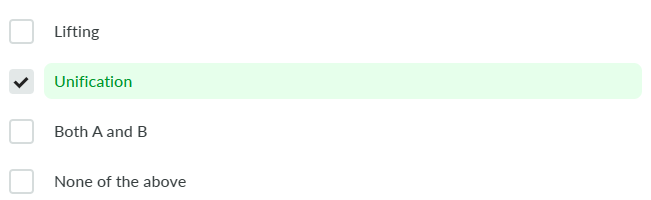 Lifting
Unification
Both A and B
None of the above